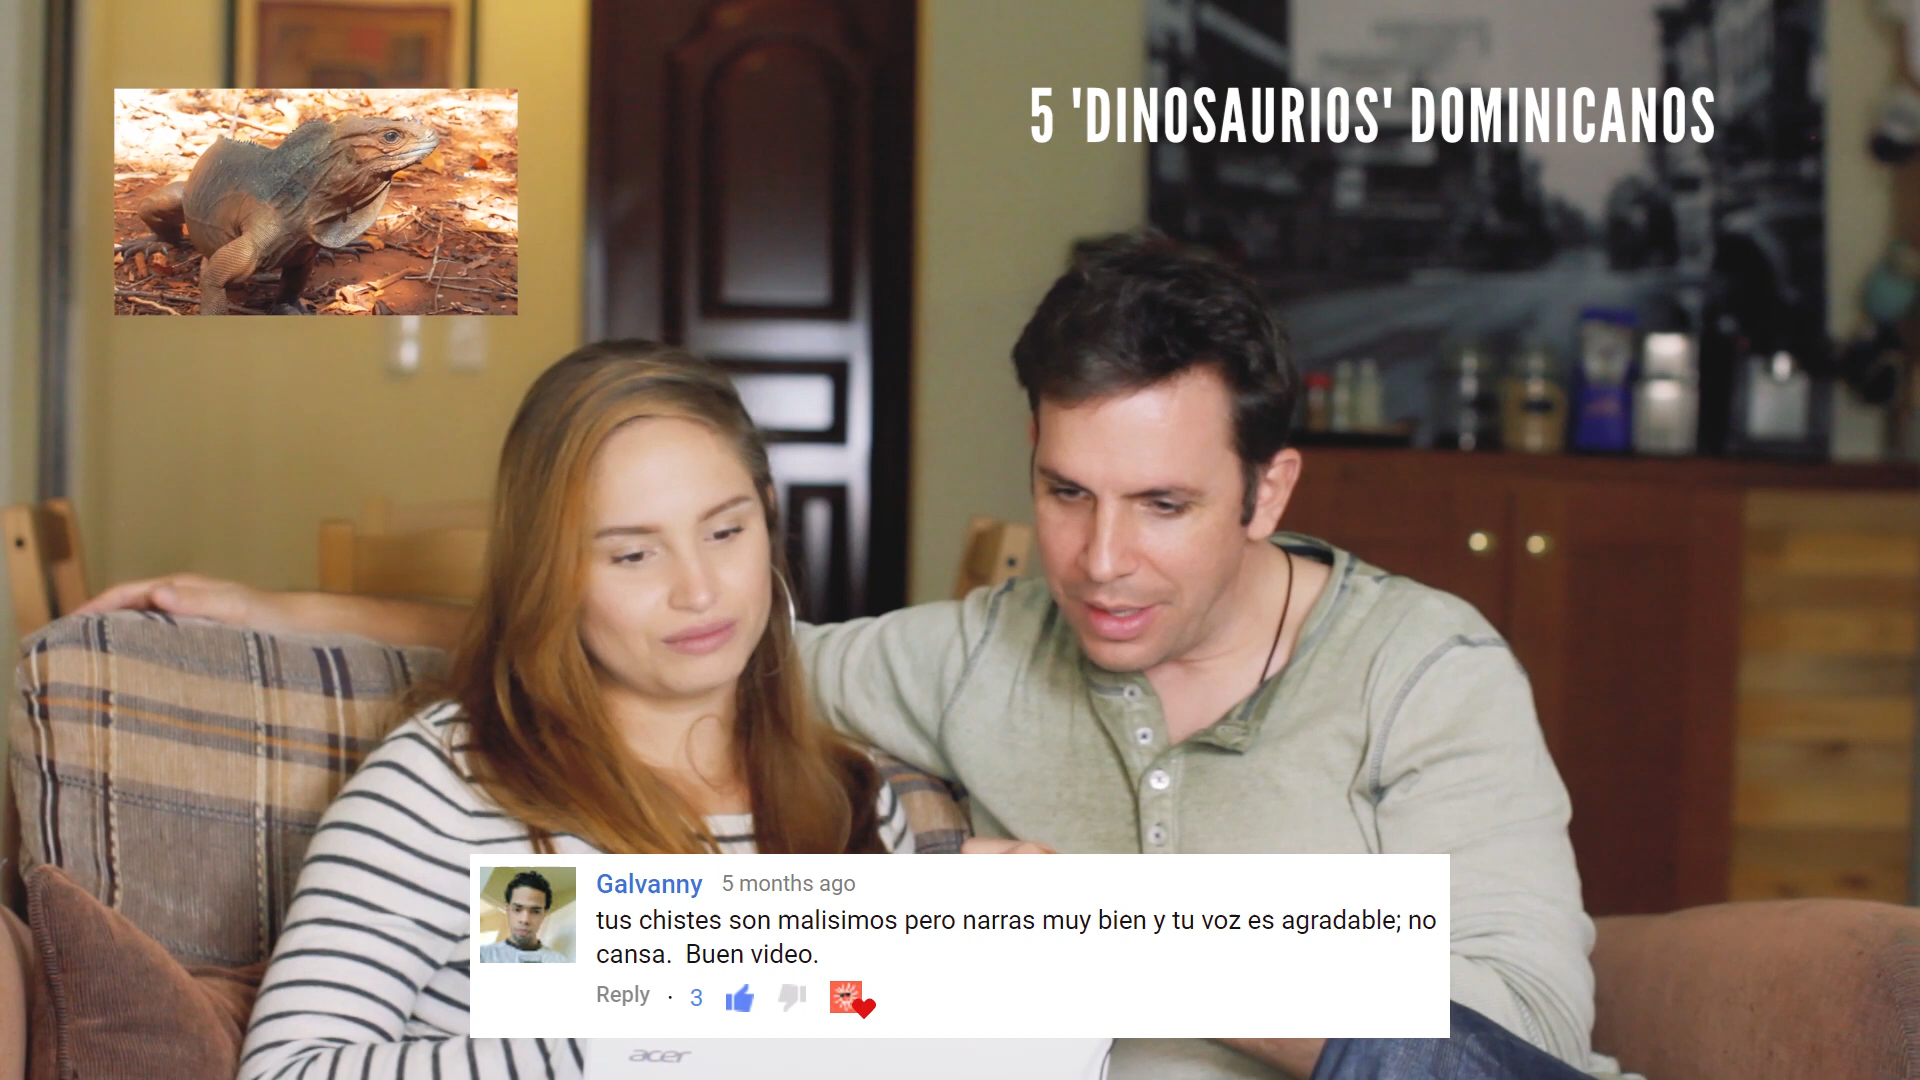 5 'DINOSAURIOS' DOMINICANOS
Galvanny 5 months ago
tus chistes son malisimos pero narras muy bien y tu voz es agradable; no
cansa. Buen video.
Reply · 3
acer